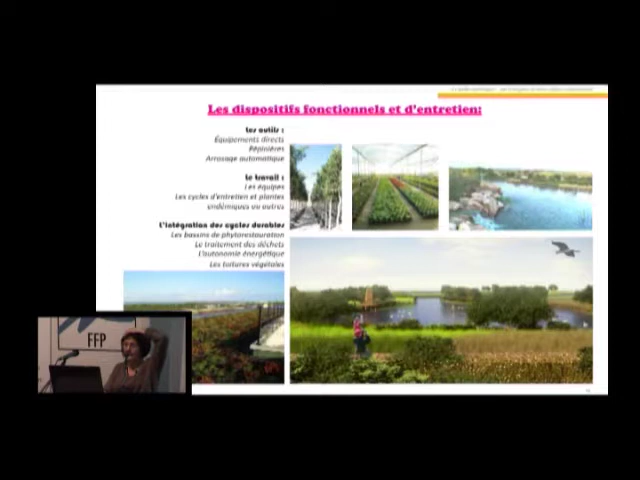 Les dispositifs fonctionnels et d'entretien:
Les outils :
Équipements directs
Pépinières
Arrosage automatique
Le travail :
Les équipes
Les cycles d'entretien et plantes
endémiques ou autres
L'intégration des cycles durables
Les bassins de phytorestauration
Le traitement des déchets
L'autonomie énergétique
Les toitures végétales
FFP